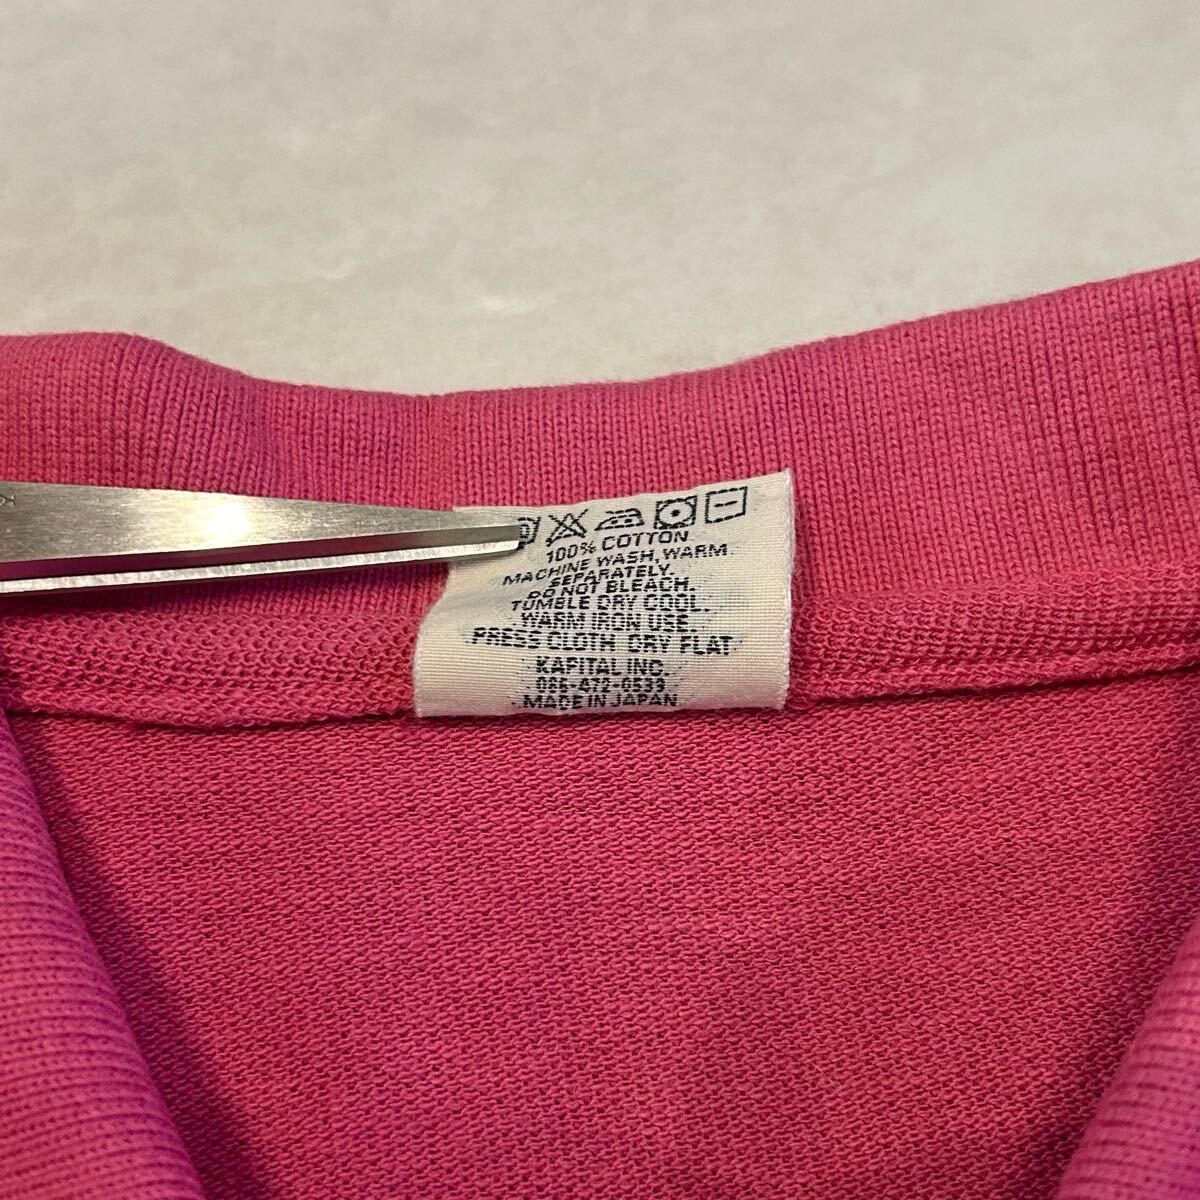 100% COTTON
MACHINE WASH, WARM
SEPARATELY.
DO NOT BLEACH.
TUMBLE DRY COOL.
WARM IRON USE
PRESS CLOTH DRY FLAT
KAPITAL INC.
086-472-0533
MADE IN JAPAN